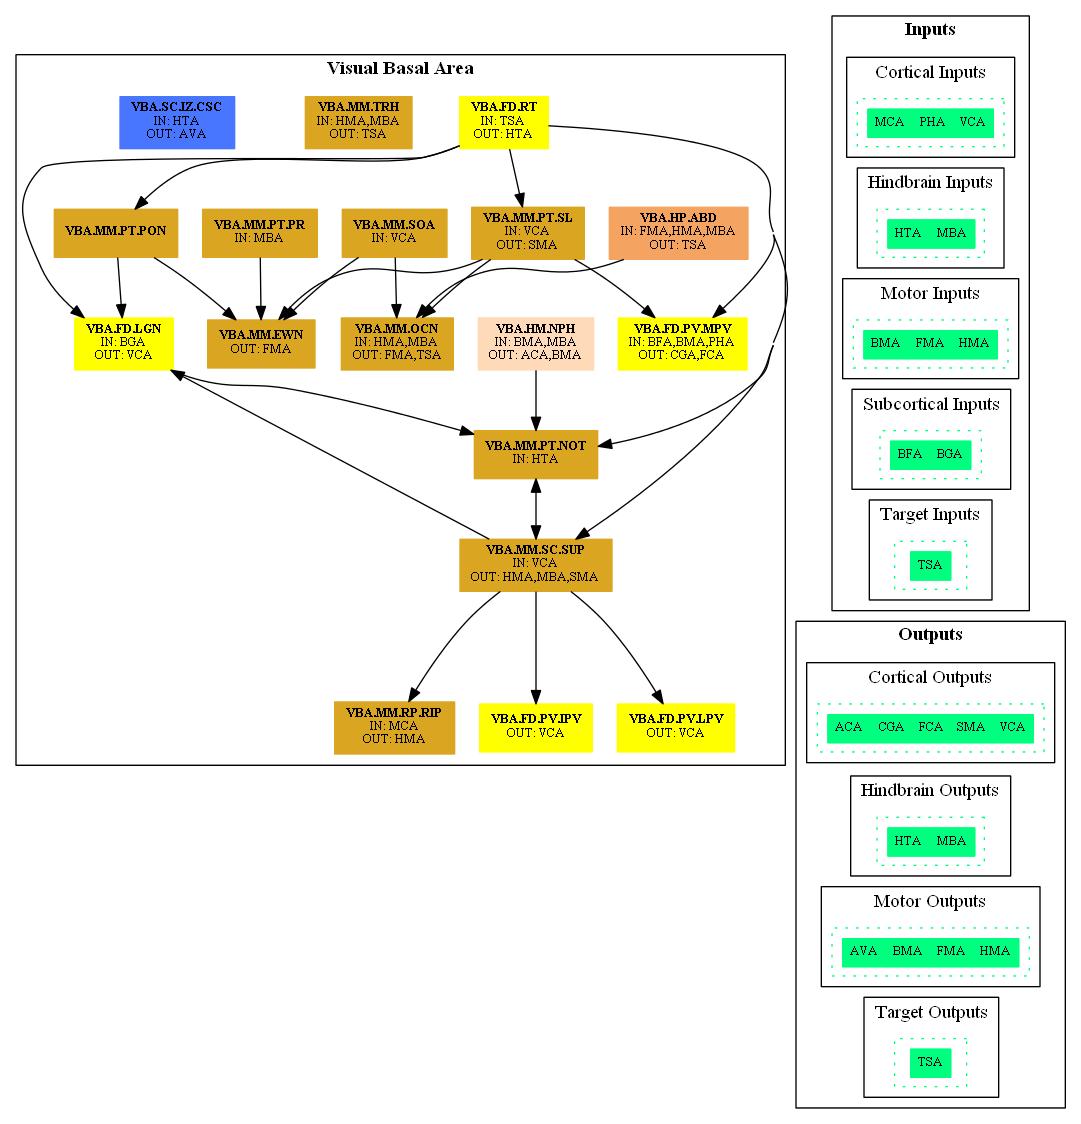 Visual Basal Area
VBA.SC.IZ.CSC
IN: HTA
OUT: AVA
VBA.MM.TRH
IN: HMA,MBA
OUT: TSA
VBA.FD.RT
IN: TSA
OUT: HTA
VBA.MM.PT.PON
VBA.MM.PT.PR
IN: MBA
VBA.MM.SOA
IN: VCA
VBA.MM.PT.SL
IN: VCA
OUT: SMA
VBA.HP.ABD
IN: FMA,HMA,MBA
OUT: TSA
VBA.FD.LGN
IN: BGA
OUT: VCA
VBA.MM.EWN
OUT: FMA
VBA.MM.OCN
IN: HMA,MBA
OUT: FMA,TSA
VBA.HM.NPH
IN: BMA,MBA
OUT: ACA,BMA
VBA.FD.PV.MPV
IN: BFA,BMA,PHA
OUT: CGA,FCA
VBA.MM.PT.NOT
IN: HTA
VBA.MM.SC.SUP
IN: VCA
OUT: HMA,MBA,SMA
VBA.MM.RP.RIP
IN: MCA
OUT: HMA
VBA.FD.PV.IPV
OUT: VCA
VBA.FD.PV.LPV
OUT: VCA
Inputs
Cortical Inputs
MCA PHA VCA
Hindbrain Inputs
HTA MBA
Motor Inputs
BMA FMA HMA
Subcortical Inputs
BFA BGA
Target Inputs
TSA
Outputs
Cortical Outputs
ACA CGA FCA SMA VCA
Hindbrain Outputs
HTA MBA
Motor Outputs
AVA BMA FMA HMA
Target Outputs
TSA